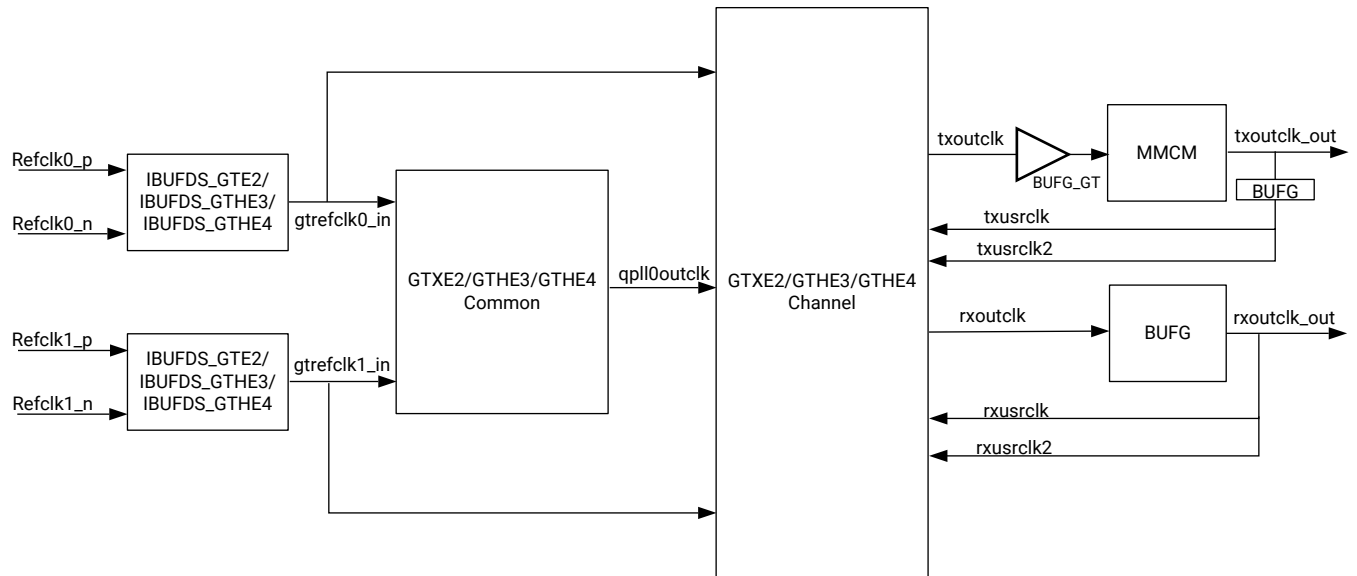 Refclk0_p
Refclk0_n
IBUFDS_GTE2/
IBUFDS_GTHE3/
IBUFDS_GTHE4
gtrefclk0_in
Refclk1_p
Refclk1_n
IBUFDS_GTE2/
IBUFDS_GTHE3/
IBUFDS_GTHE4
gtrefclk1_in
GTXE2/GTHE3/GTHE4
Common
qpll0outclk
GTXE2/GTHE3/GTHE4
Channel
txoutclk
BUFG_GT
MMCM
txoutclk_out
BUFG
txusrclk
txusrclk2
rxoutclk
BUFG
rxoutclk_out
rxusrclk
rxusrclk2